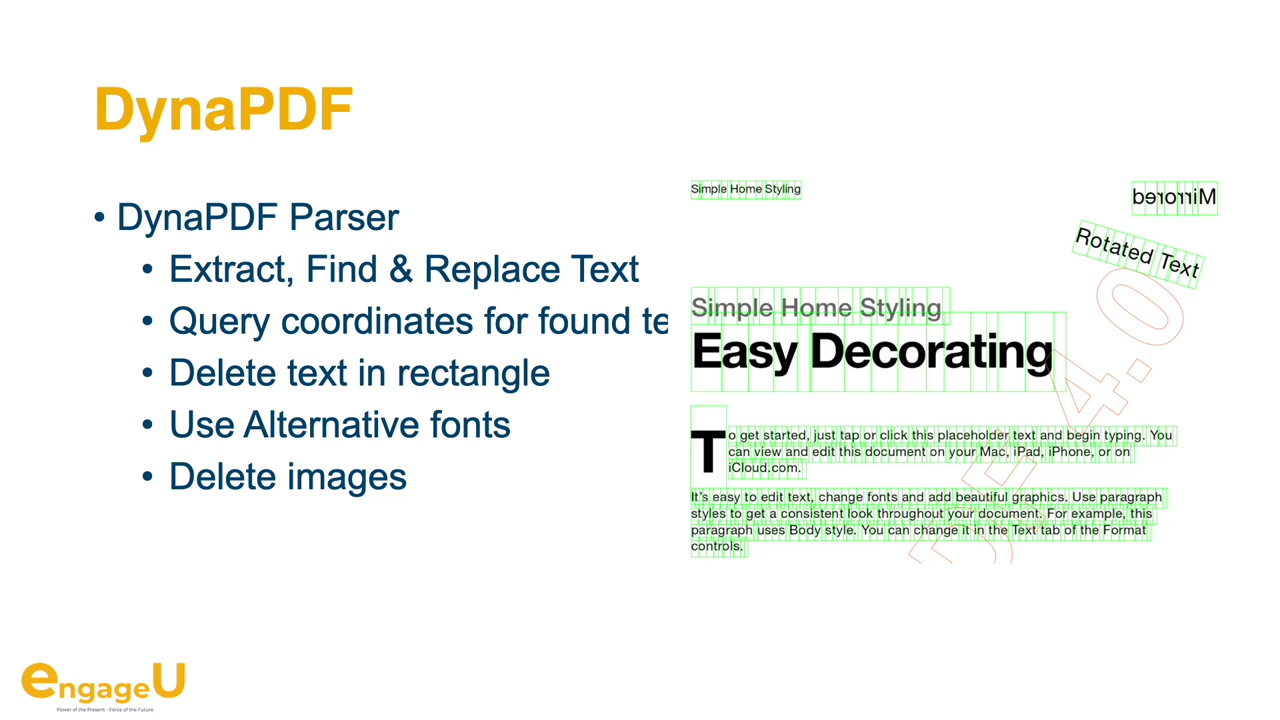 DynaPDF
• DynaPDF Parser
• Extract, Find & Replace Text
• Query coordinates for found te
• Delete text in rectangle
• Use Alternative fonts
• Delete images
Simple Home Styling
Mirrored
Rotated Text
Simple Home Styling
Easy Decorating
To get started, just tap or click this placeholder text and begin typing. You
can view and edit this document on your Mac, iPad, iPhone, or on
iCloud.com.
It's easy to edit text, change fonts and add beautiful graphics. Use paragraph
styles to get a consistent look throughout your document. For example, this
paragraph uses Body style. You can change it in the Text tab of the Format
controls.
engageU
Power of the Present - Force of the Future